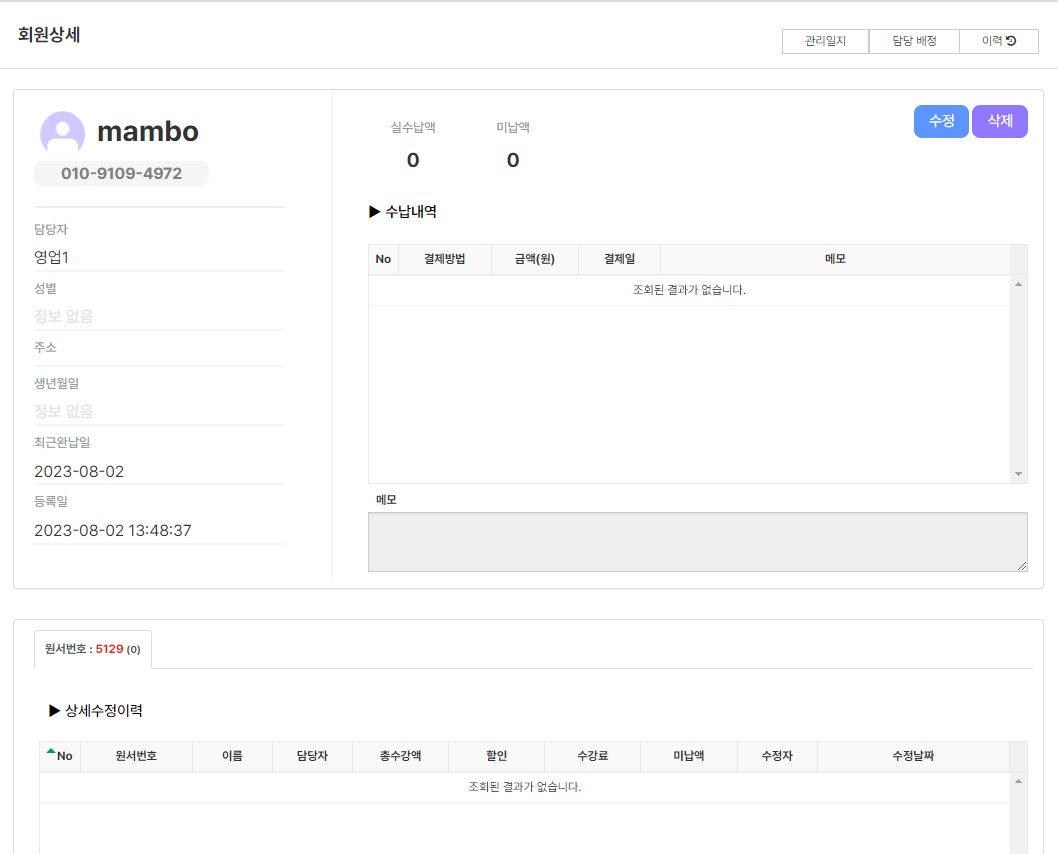 회원상세
관리일지 담당 배정 이력
mambo
010-9109-4972
담당자
영업1
성별
정보 없음
주소
생년월일
정보 없음
최근완납일
2023-08-02
등록일
2023-08-02 13:48:37
실수납액 미납액
0 0
수정 삭제
▶ 수납내역
No 결제방법 금액(원) 결제일 메모
조회된 결과가 없습니다.
메모
원서번호 : 5129 (0)
▶ 상세수정이력
No 원서번호 이름 담당자 총수강액 할인 수강료 미납액 수정자 수정날짜
조회된 결과가 없습니다.